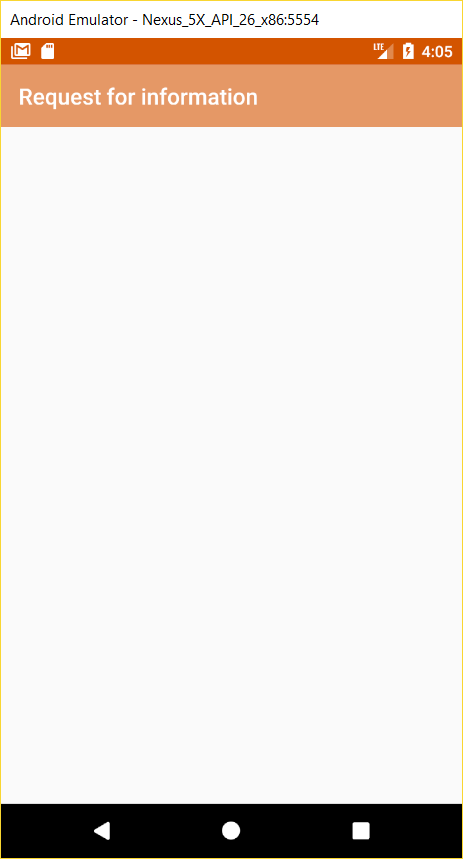 Android Emulator - Nexus_5X_API_26_x86:5554
LTE
4:05
Request for information